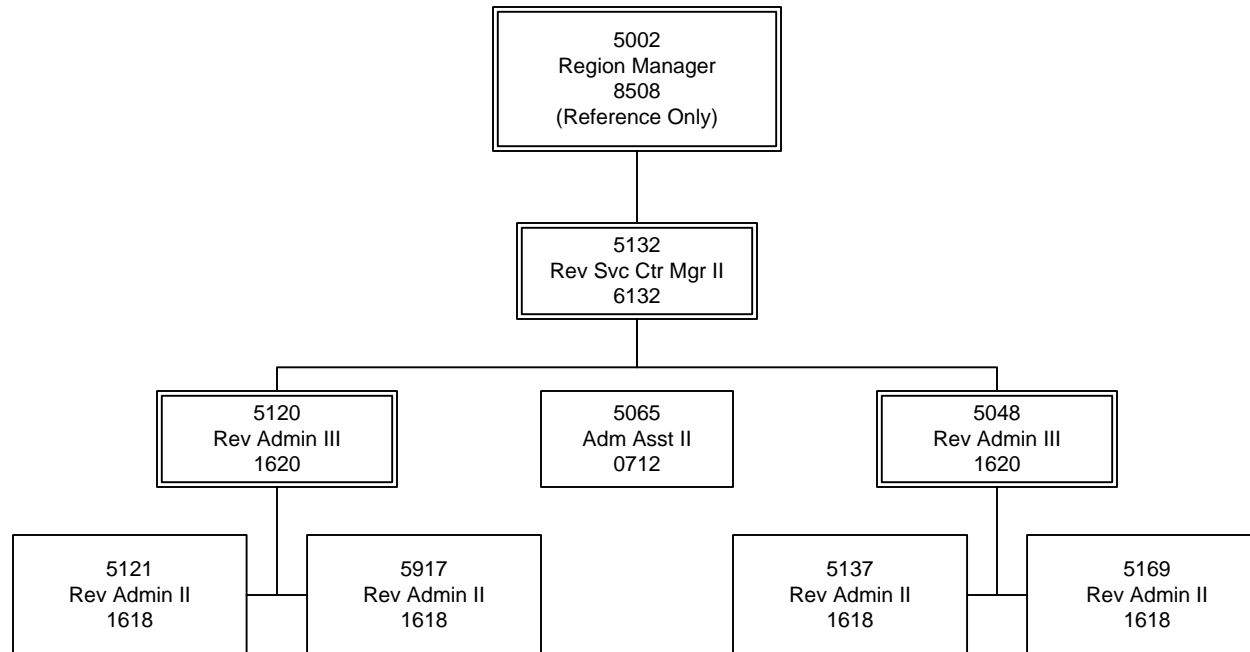 5002
Region Manager
8508
(Reference Only)
5132
Rev Svc Ctr Mgr II
6132
5120
Rev Admin III
1620
5065
Adm Asst II
0712
5048
Rev Admin III
1620
5121
Rev Admin II
1618
5917
Rev Admin II
1618
5137
Rev Admin II
1618
5169
Rev Admin II
1618